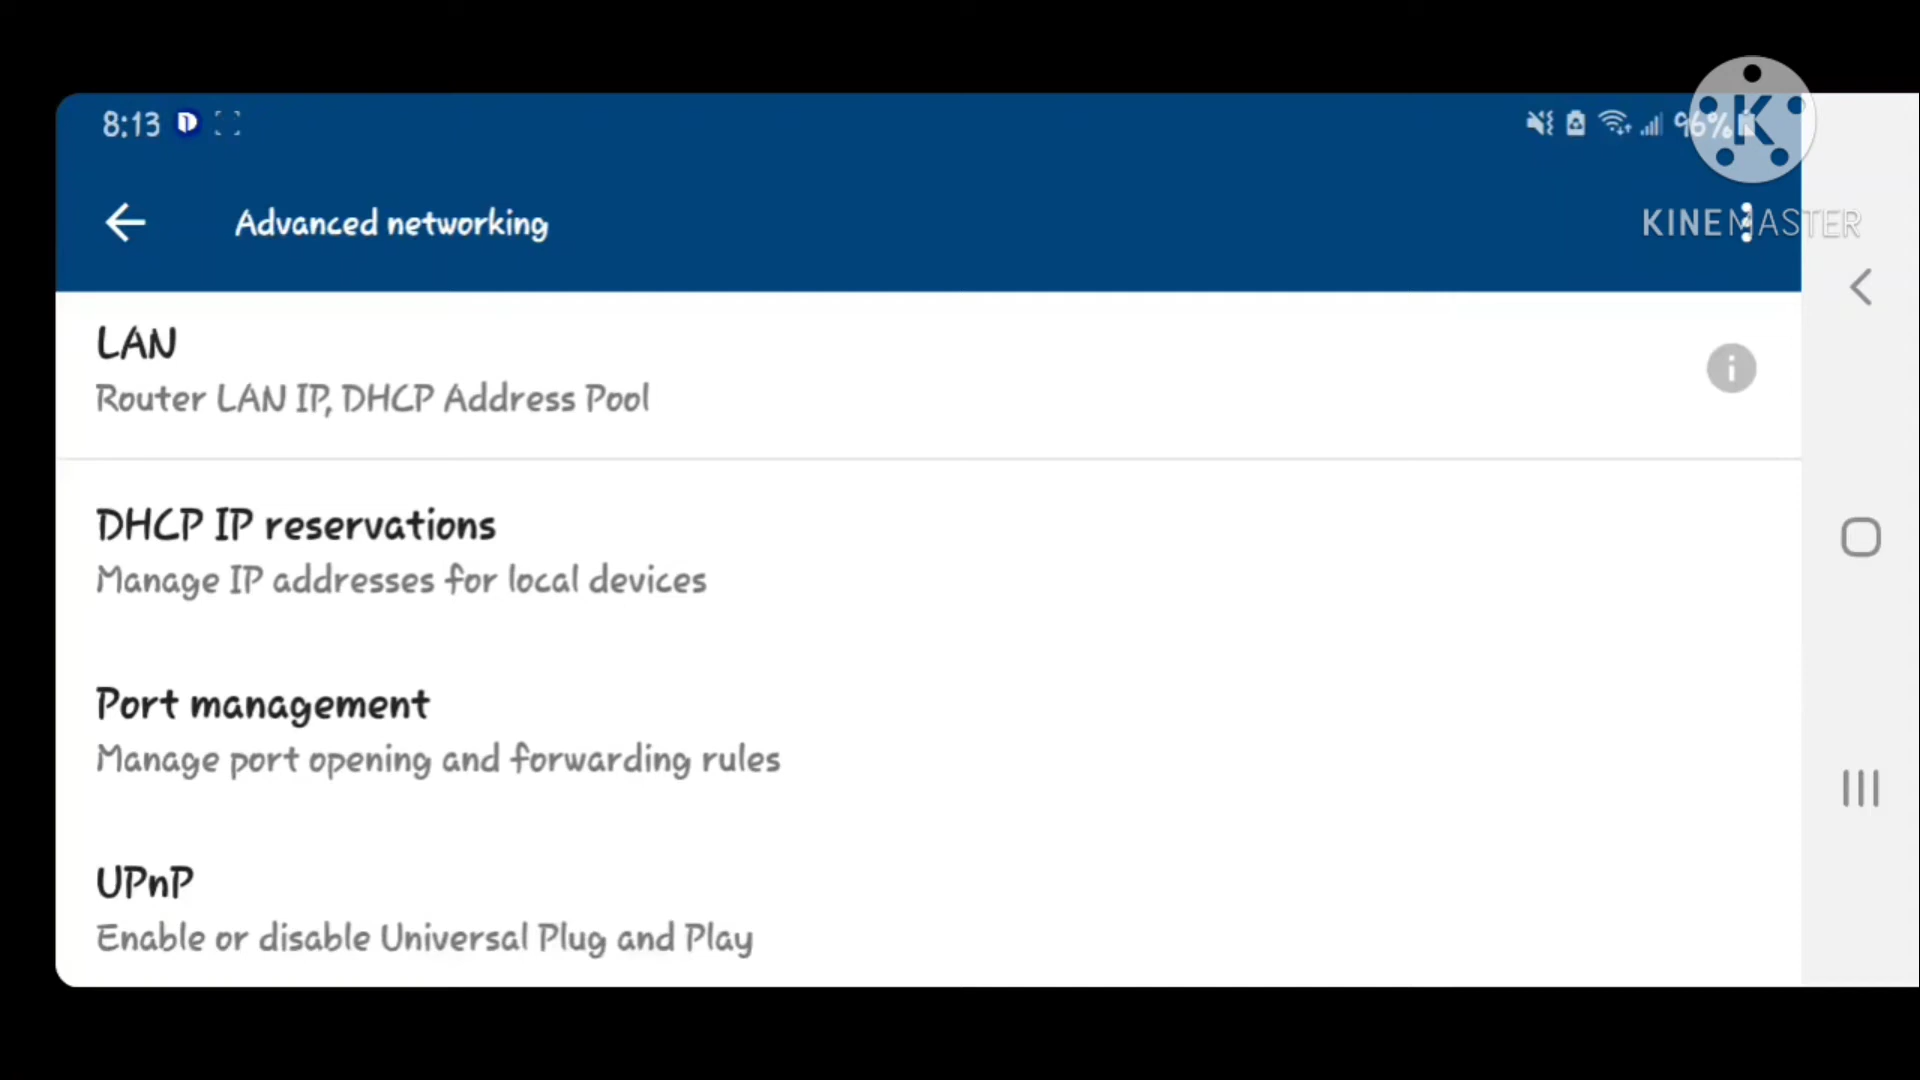 8:13
96%
Advanced networking
KINEMASTER
LAN
Router LAN IP, DHCP Address Pool
DHCP IP reservations
Manage IP addresses for local devices
Port management
Manage port opening and forwarding rules
UPnP
Enable or disable Universal Plug and Play